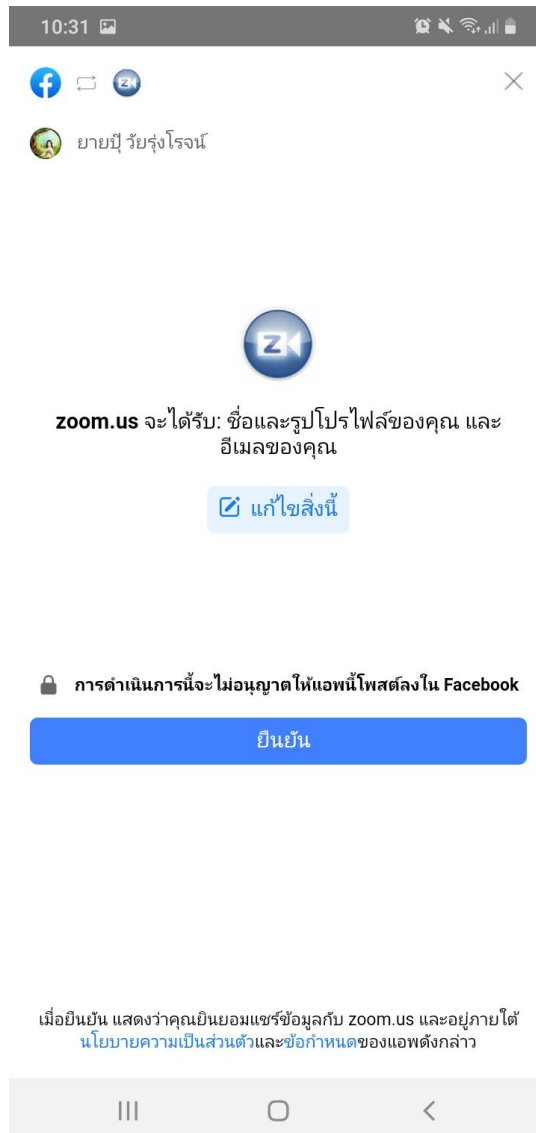 10:31
ยายปุ๊ วัยรุ่งโรจน์
zoom.us จะได้รับ: ชื่อและรูปโปรไฟล์ของคุณ และ
อีเมลของคุณ
แก้ไขสิ่งนี้
การดำเนินการนี้จะไม่อนุญาตให้แอพนี้โพสต์ลงใน Facebook
ยืนยัน
เมื่อยืนยัน แสดงว่าคุณยินยอมแชร์ข้อมูลกับ zoom.us และอยู่ภายใต้
นโยบายความเป็นส่วนตัวและข้อกำหนดของแอพดังกล่าว